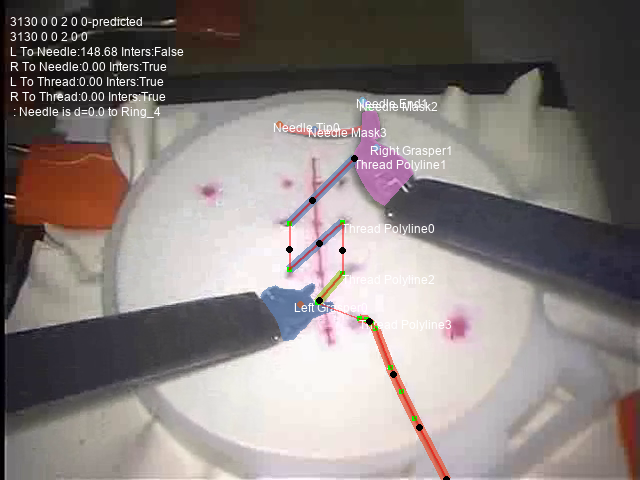 3130 0 0 2 0 0-predicted
3130 0 0 2 0 0
L To Needle:148.68 Inters:False
R To Needle:0.00 Inters:True
L To Thread:0.00 Inters:True
R To Thread:0.00 Inters:True
: Needle is d=0.0 to Ring_4
Needle End1
Needle Mask2
Needle Tip0
Needle Mask3
Right Grasper1
Thread Polyline1
Thread Polyline0
Thread Polyline2
Thread Polyline3